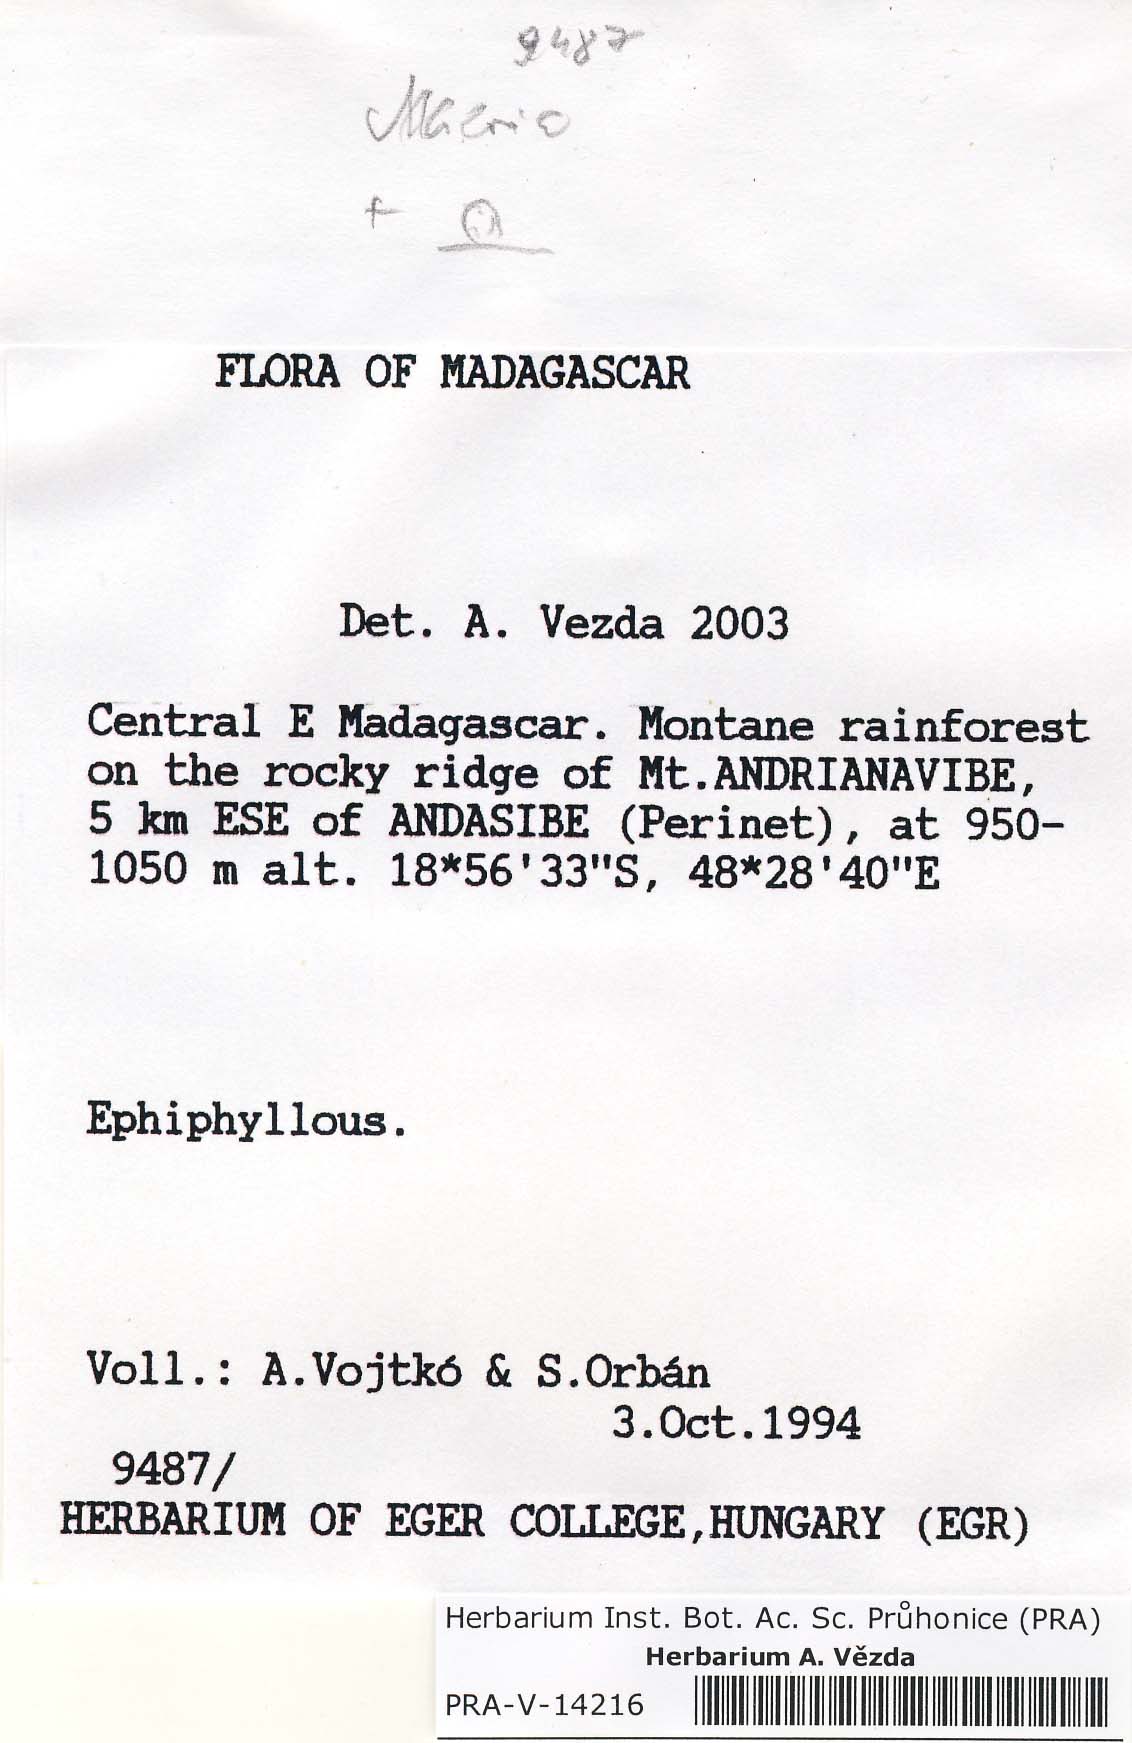 9487
FLORA OF MADAGASCAR
Det. A. Vezda 2003
Central E Madagascar. Montane rainforest
on the rocky ridge of Mt.ANDRIANAVIBE,
5 km ESE of ANDASIBE (Perinet), at 950-
1050 m alt. 18*56'33"S, 48*28'40"E
Ephiphyllous.
Voll.: A.Vojtkó & S.Orbán
3.Oct.1994
9487/
HERBARIUM OF EGER COLLEGE,HUNGARY (EGR)
Herbarium Inst. Bot. Ac. Sc. Průhonice (PRA)
Herbarium A. Vězda
PRA-V-14216